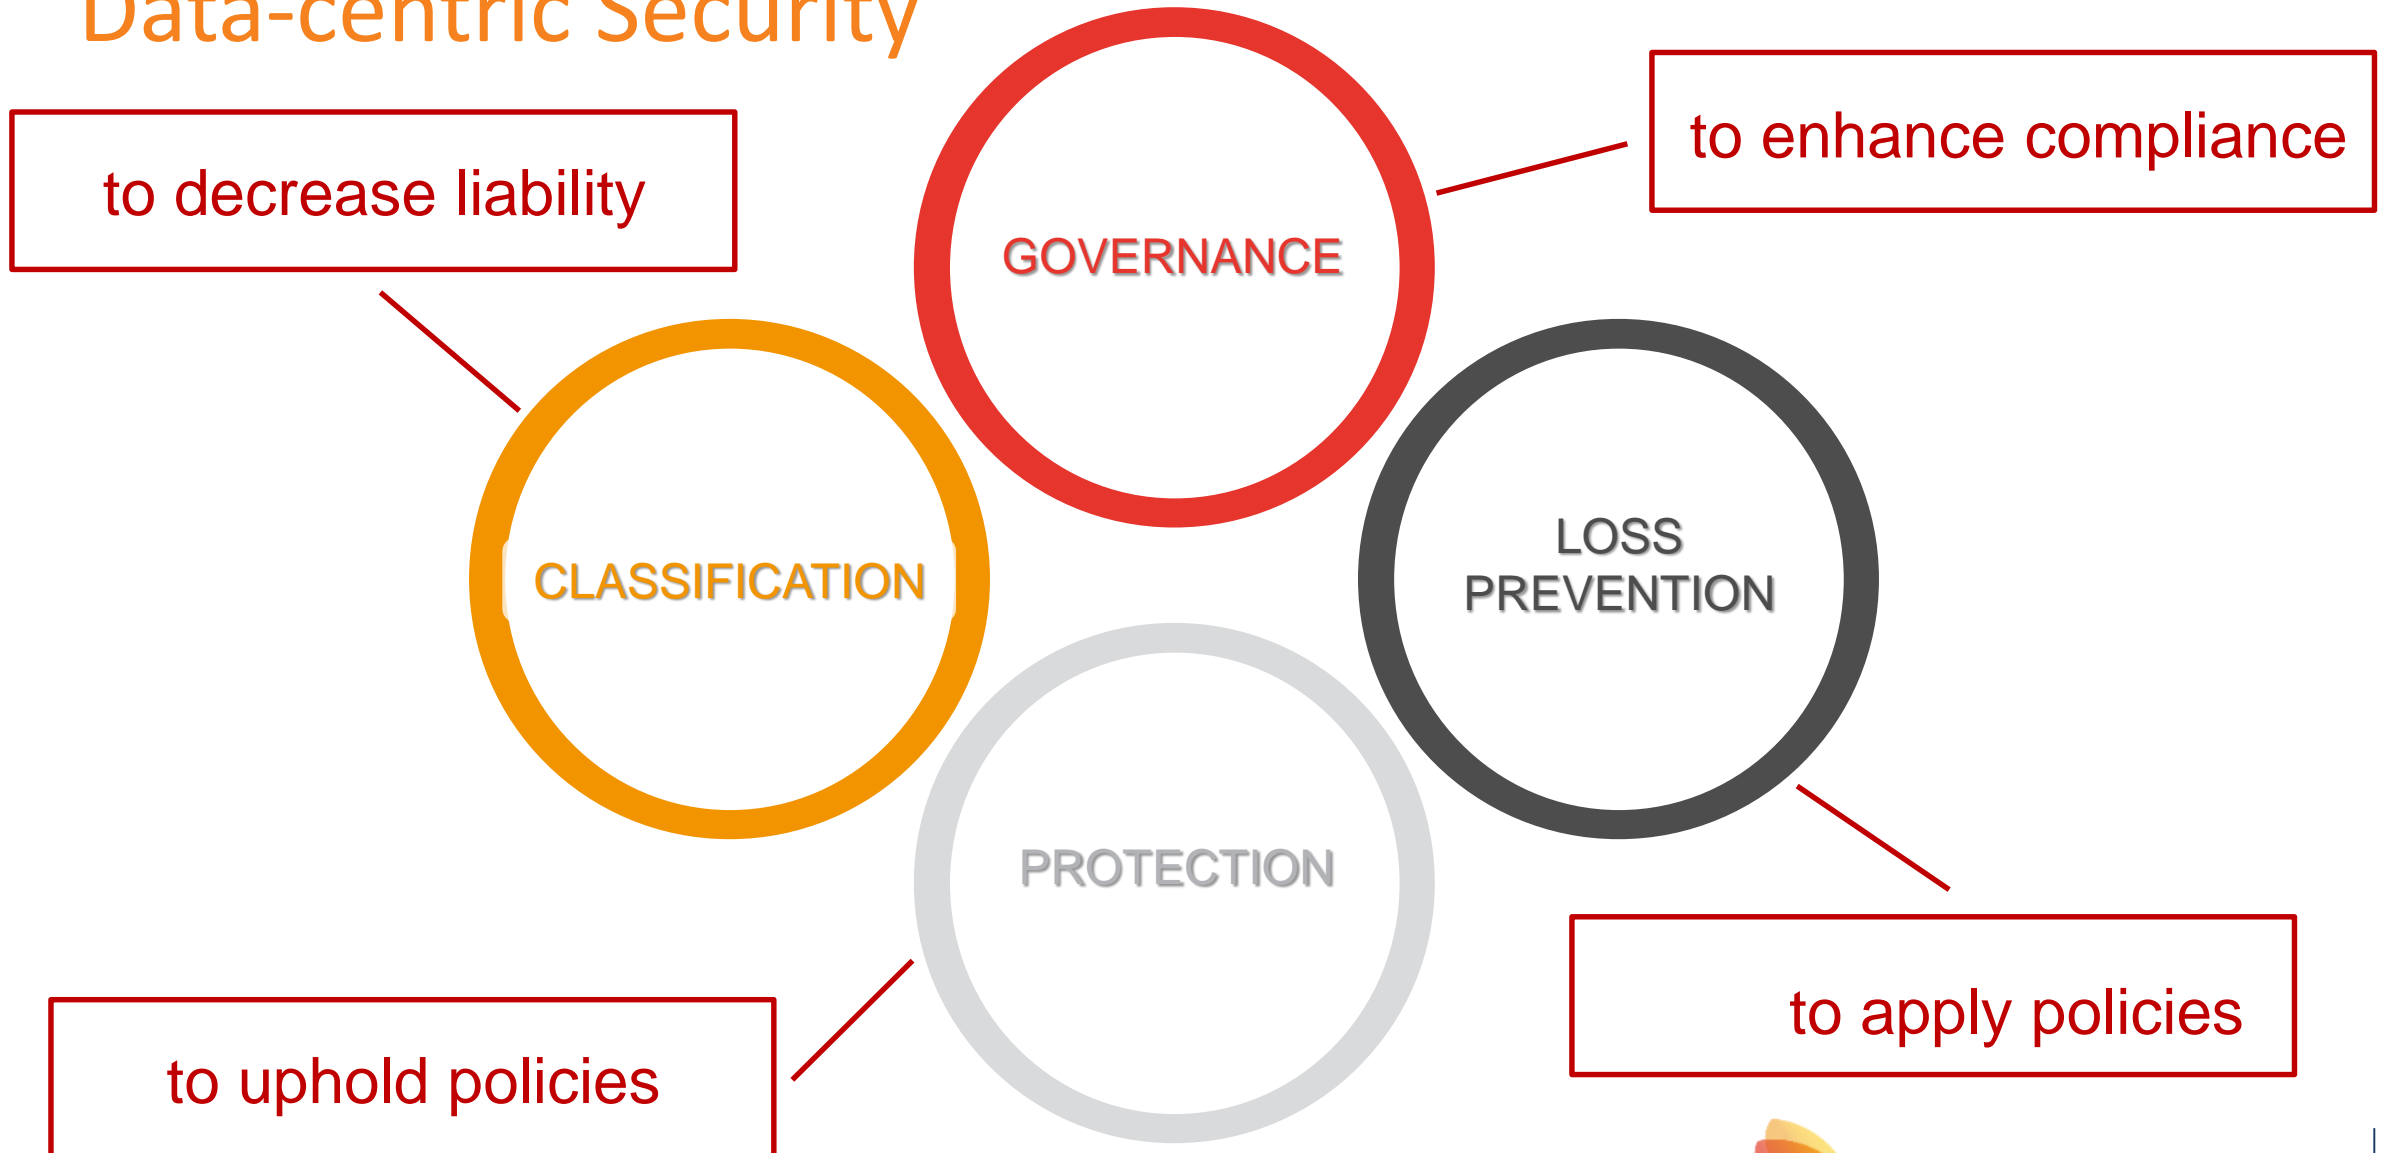 Data-centric Security
to enhance compliance
to decrease liability
GOVERNANCE
LOSS
PREVENTION
CLASSIFICATION
PROTECTION
to apply policies
to uphold policies